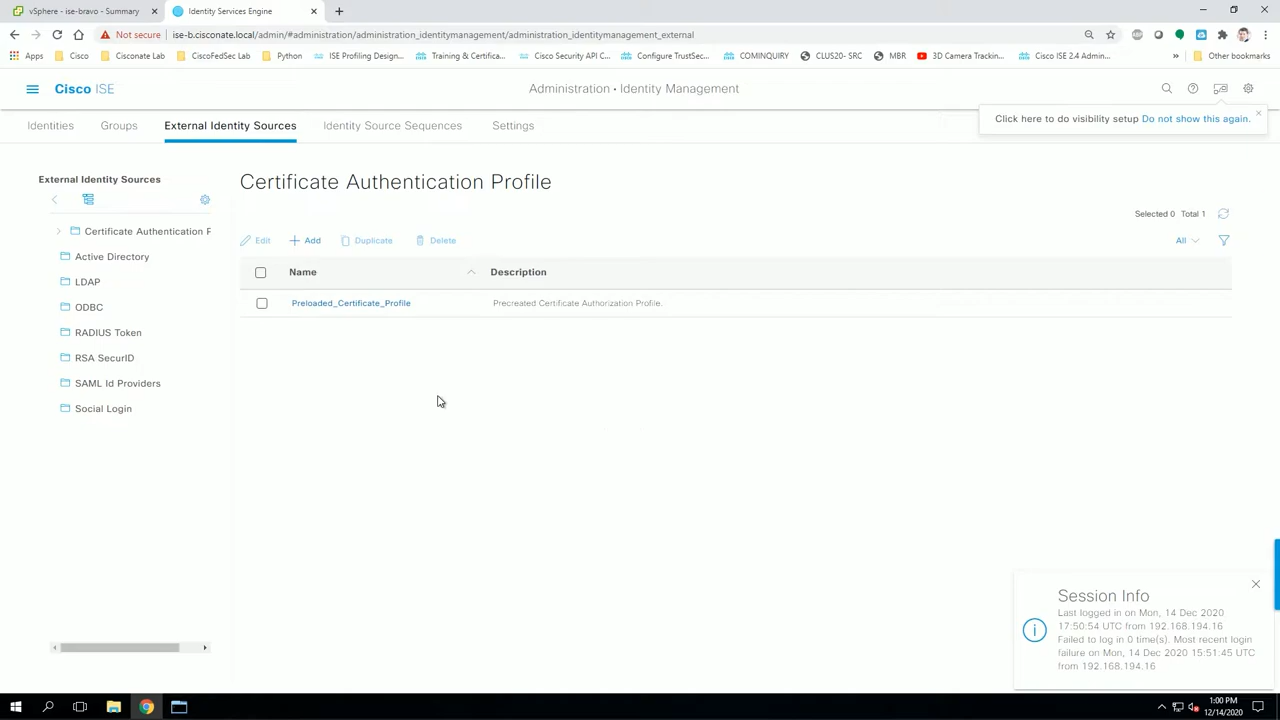 vSphere - ise-bravo - Summary
Identity Services Engine
Not secure
ise-b.cisconate.local/admin/#administration/administration_identitymanagement/administration_identitymanagement_external
Apps
Cisco
Cisconate Lab
CiscoFedSec Lab
Python
ISE Profiling Design...
Training & Certifica...
Cisco Security API C...
CLUS20- SRC
Configure TrustSec...
COMINQUIRY
MBR
3D Camera Tracking...
Cisco ISE 2.4 Admin...
Other bookmarks
Cisco ISE
Administration • Identity Management
Click here to do visibility setup Do not show this again.
Identities
Groups
External Identity Sources
Identity Source Sequences
Settings
External Identity Sources
Certificate Authentication P
Active Directory
LDAP
ODBC
RADIUS Token
RSA SecurID
SAML Id Providers
Social Login
Certificate Authentication Profile
Selected 0 Total 1
Edit
Add
Duplicate
Delete
All
Name
Description
Preloaded_Certificate_Profile
Precreated Certificate Authorization Profile.
Session Info
Last logged in on Mon, 14 Dec 2020
17:50:54 UTC from 192.168.194.16
Failed to log in 0 time(s). Most recent login
failure on Mon, 14 Dec 2020 15:51:45 UTC
from 192.168.194.16
1:00 PM
12/14/2020